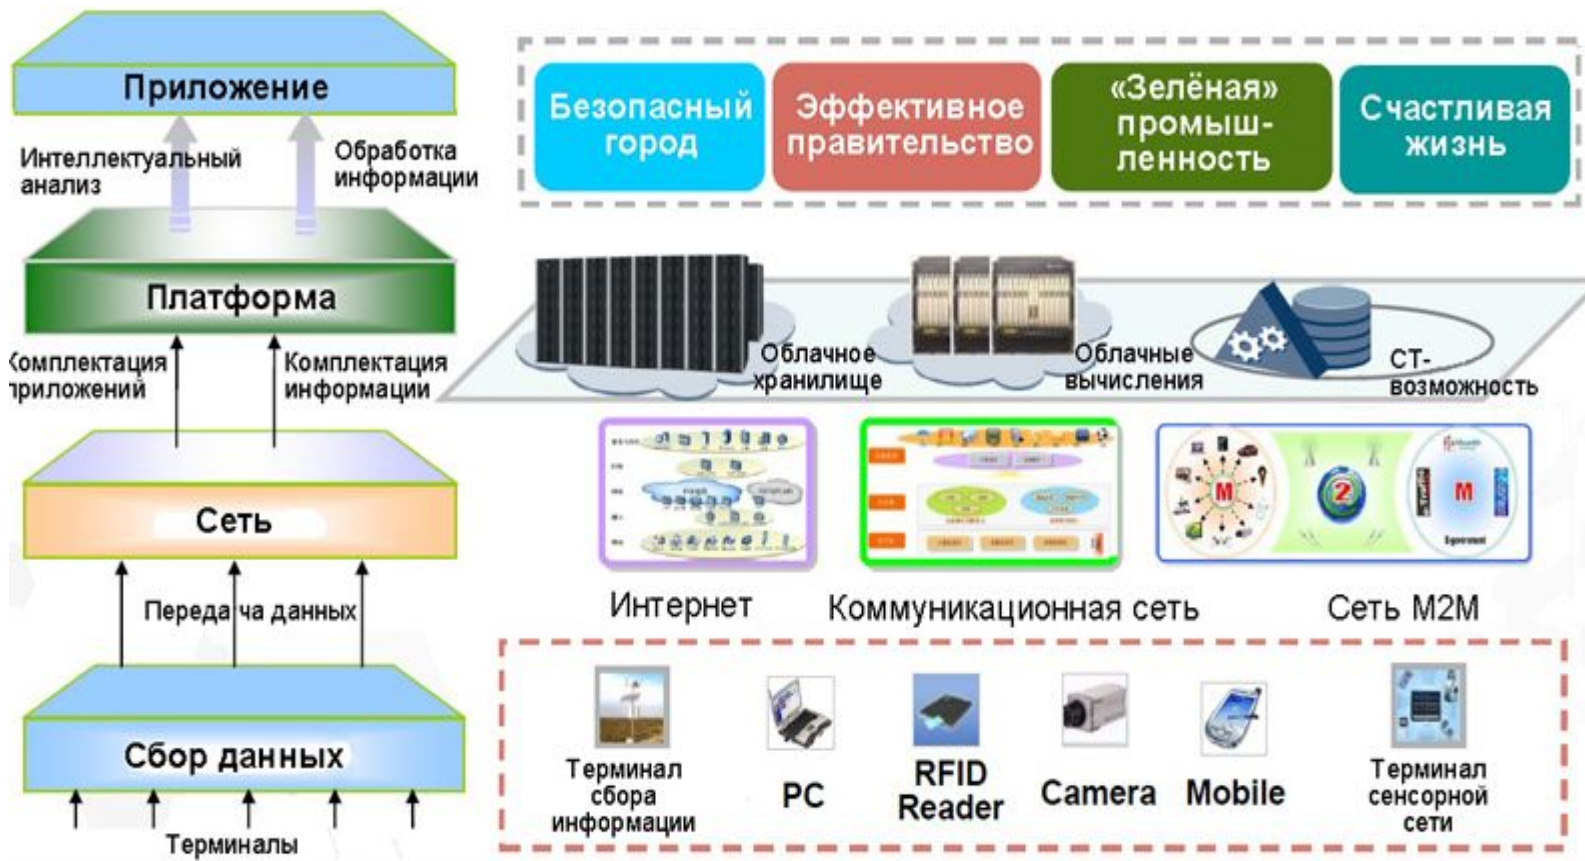 Приложение
Интеллектуальный
анализ
Обработка
информации
Платформа
Комплектация
приложений
Комплектация
информации
Сеть
Передача данных
Сбор данных
Терминалы
Безопасный
город
Эффективное
правительство
«Зелёная»
промыш-
ленность
Счастливая
жизнь
Облачное
хранилище
Облачные
вычисления
СТ-
возможность
M
2
M
Интернет
Коммуникационная сеть
Сеть М2М
Терминал
сбора
информации
PC
RFID
Reader
Camera
Mobile
Терминал
сенсорной
сети